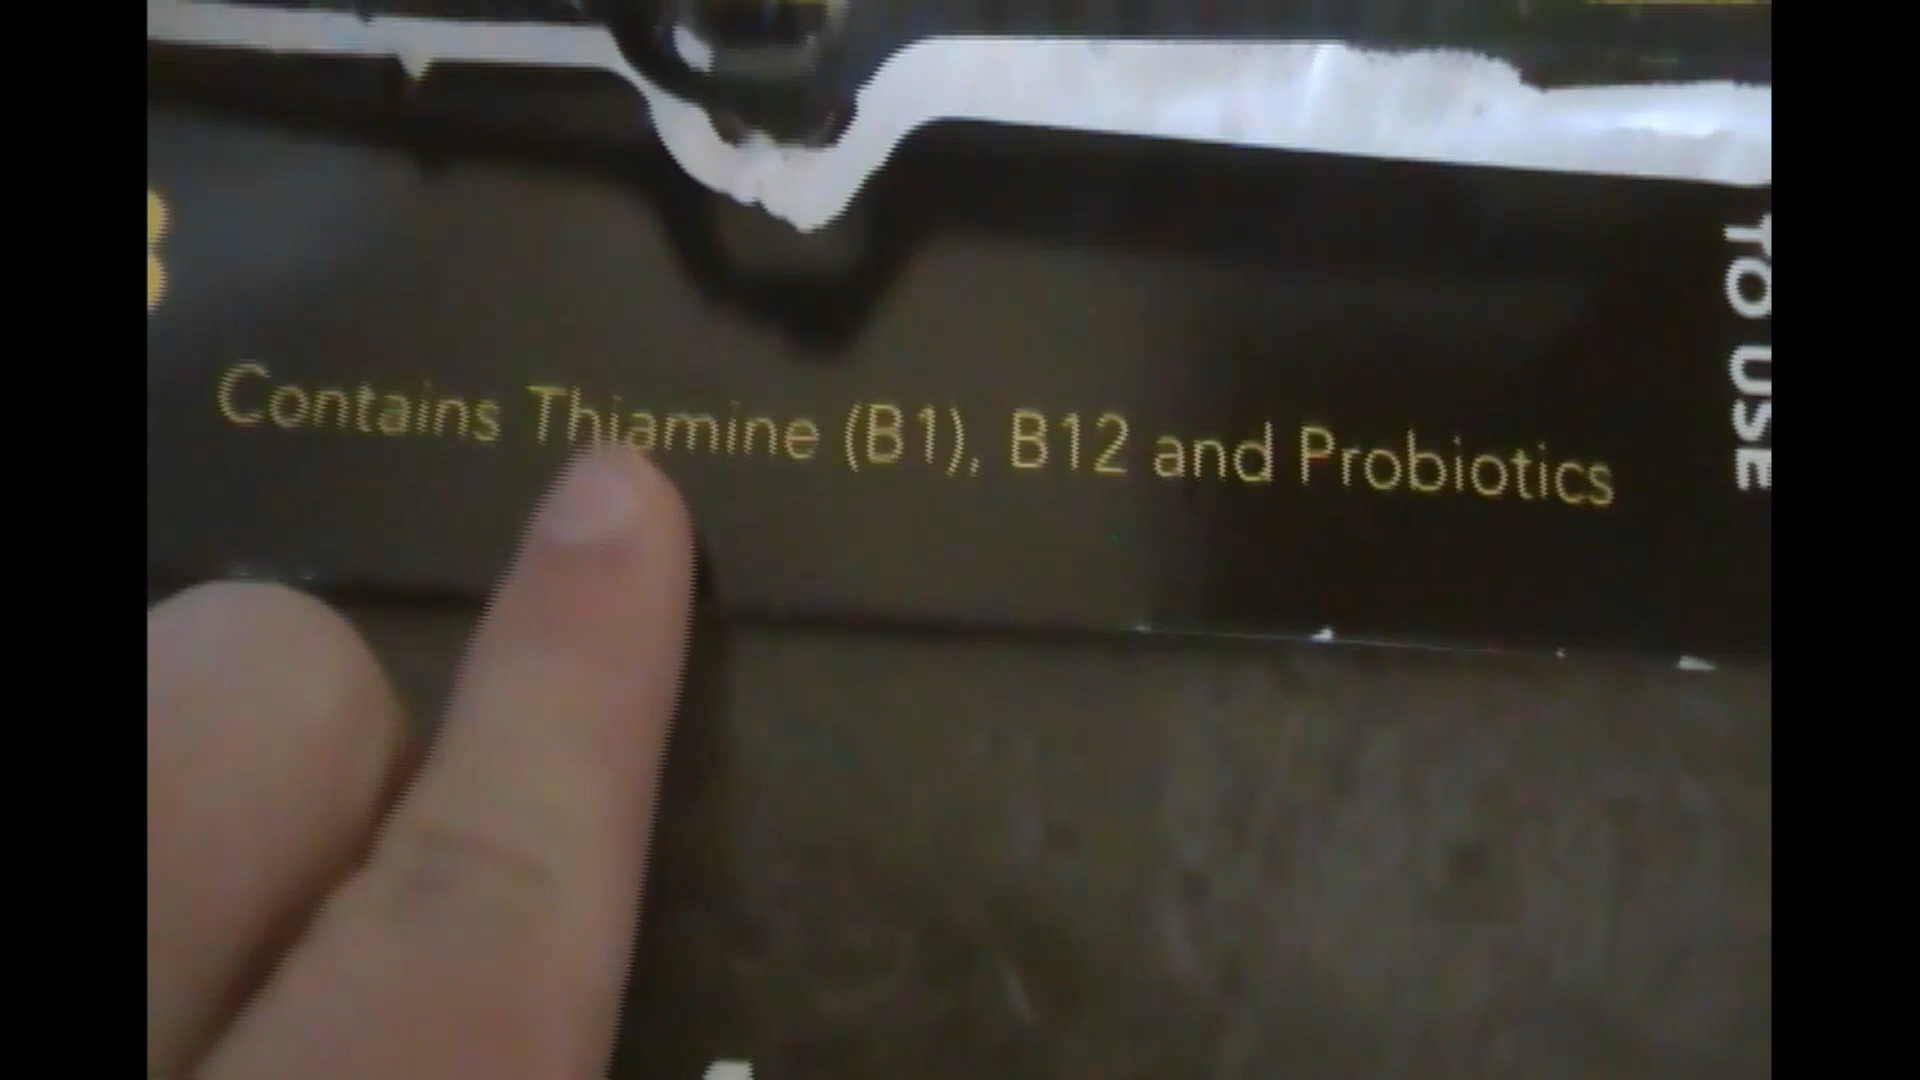 Contains Thiamine (B1), B12 and Probiotics
TO USE